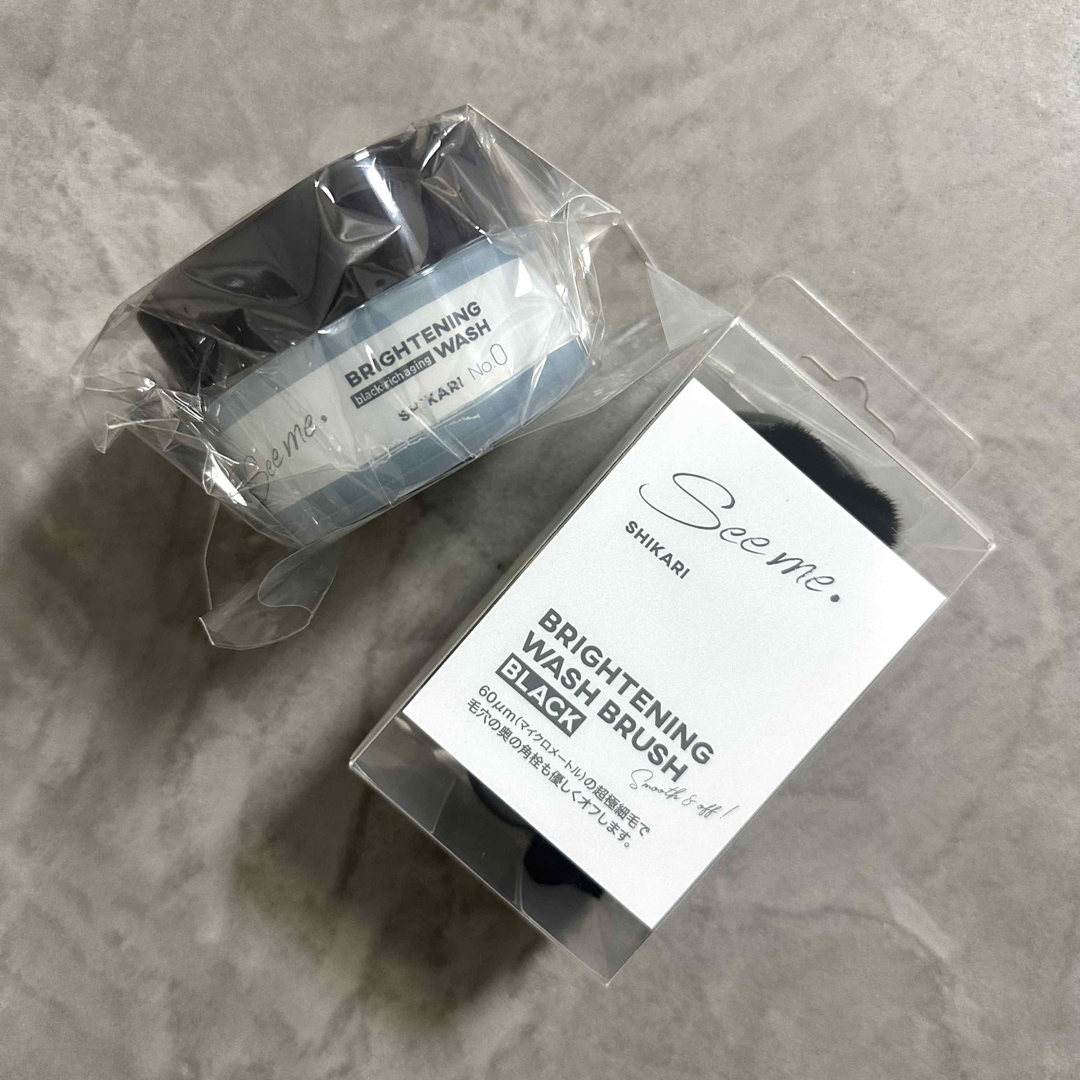 BRIGHTENING
black rich aging WASH
SHIKARI No.0
See me.
See me.
SHIKARI
BRIGHTENING
WASH BRUSH
BLACK
Smooth & off!
60μm(マイクロメートル)の超極細毛で
毛穴の奥の角栓も優しくオフします。